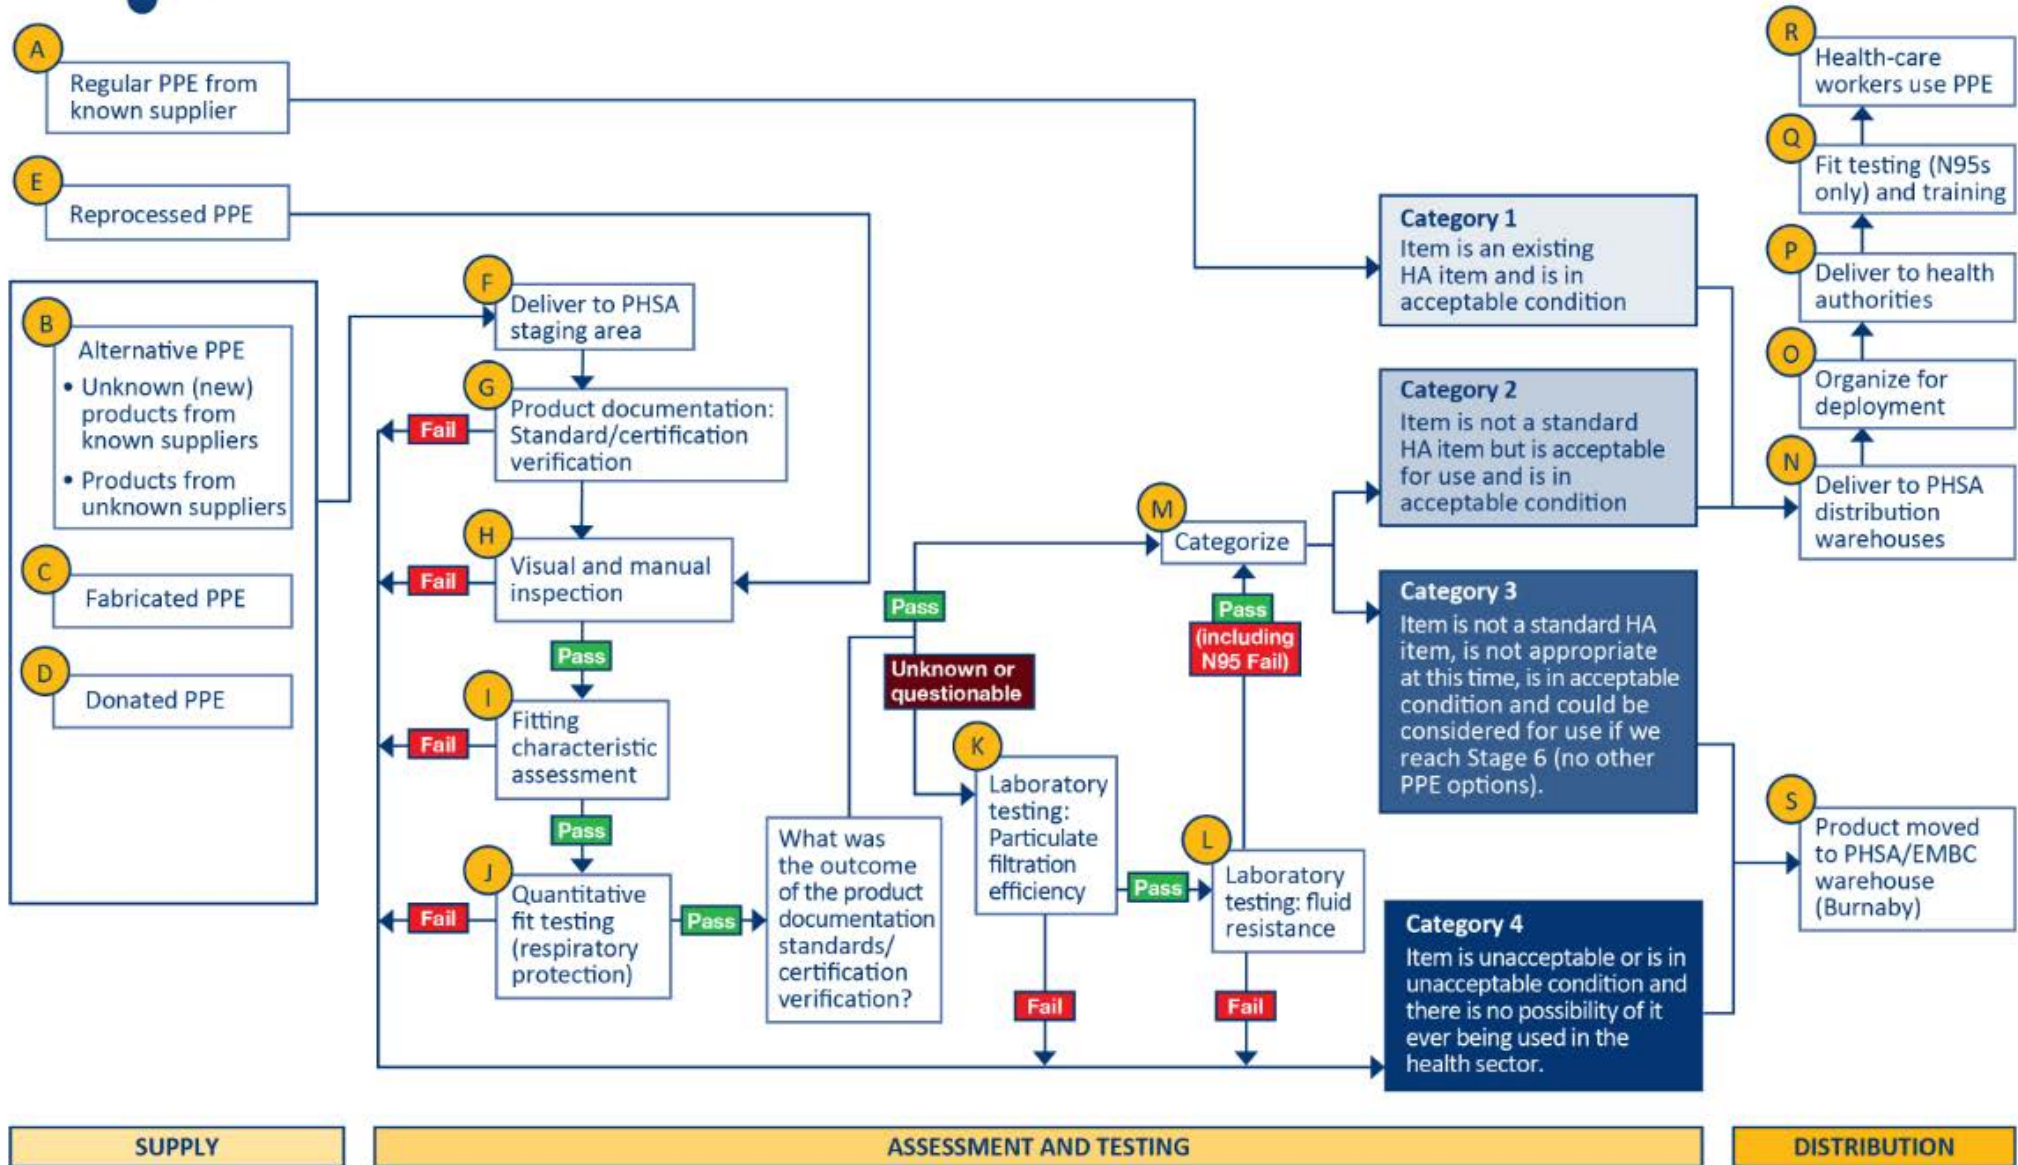 A
Regular PPE from
known supplier
E
Reprocessed PPE
B
Alternative PPE
• Unknown (new)
products from
known suppliers
• Products from
unknown suppliers
C
Fabricated PPE
D
Donated PPE
F
Deliver to PHSA
staging area
G
Product documentation:
Standard/certification
verification
Fail
H
Visual and manual
inspection
Fail
Pass
I
Fitting
characteristic
assessment
Fail
Pass
J
Quantitative
fit testing
(respiratory
protection)
Fail
Pass
What was
the outcome
of the product
documentation
standards/
certification
verification?
Pass
Unknown or
questionable
K
Laboratory
testing:
Particulate
filtration
efficiency
Pass
Fail
L
Laboratory
testing: fluid
resistance
Fail
Pass
(including
N95 Fail)
M
Categorize
Category 1
Item is an existing
HA item and is in
acceptable condition
Category 2
Item is not a standard
HA item but is acceptable
for use and is in
acceptable condition
Category 3
Item is not a standard HA
item, is not appropriate
at this time, is in acceptable
condition and could be
considered for use if we
reach Stage 6 (no other
PPE options).
Category 4
Item is unacceptable or is in
unacceptable condition and
there is no possibility of it
ever being used in the
health sector.
R
Health-care
workers use PPE
Q
Fit testing (N95s
only) and training
P
Deliver to health
authorities
O
Organize for
deployment
N
Deliver to PHSA
distribution
warehouses
S
Product moved
to PHSA/EMBC
warehouse
(Burnaby)
SUPPLY
ASSESSMENT AND TESTING
DISTRIBUTION